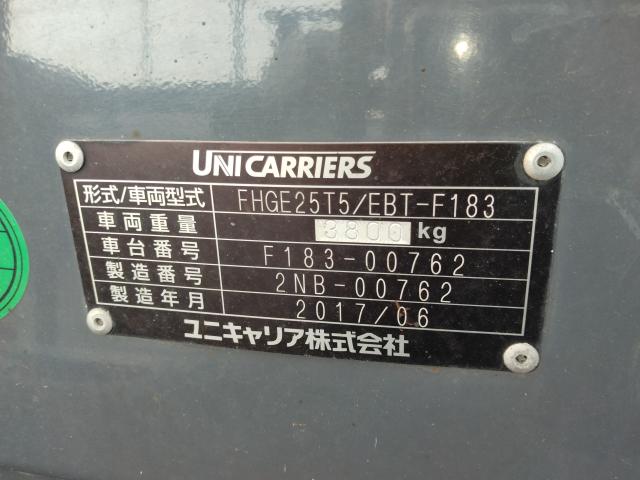 UNICARRIERS
形式/車両型式 FHGE25T5/EBT-F183
車両重量 3800 kg
車台番号 F183-00762
製造番号 2NB-00762
製造年月 2017/06
ユニキャリア株式会社